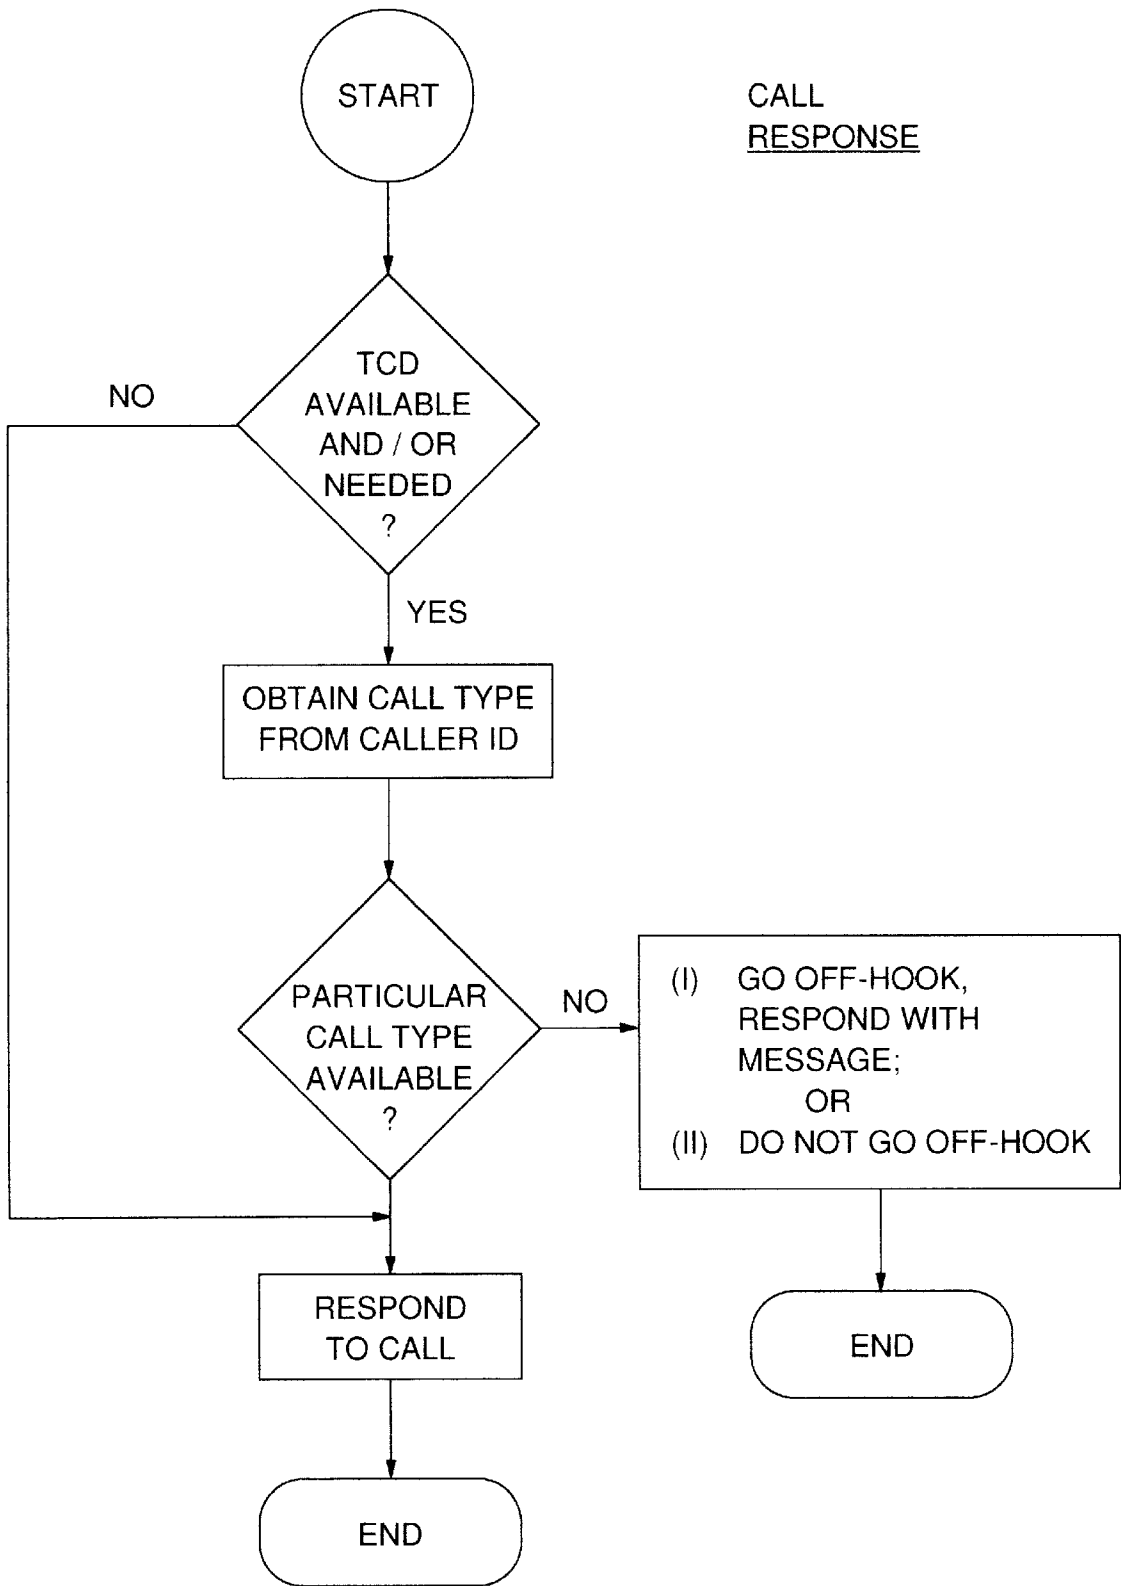 START
CALL
RESPONSE
TCD
AVAILABLE
AND / OR
NEEDED
?
NO
YES
OBTAIN CALL TYPE
FROM CALLER ID
PARTICULAR
CALL TYPE
AVAILABLE
?
NO
(I) GO OFF-HOOK,
RESPOND WITH
MESSAGE;
OR
(II) DO NOT GO OFF-HOOK
RESPOND
TO CALL
END
END